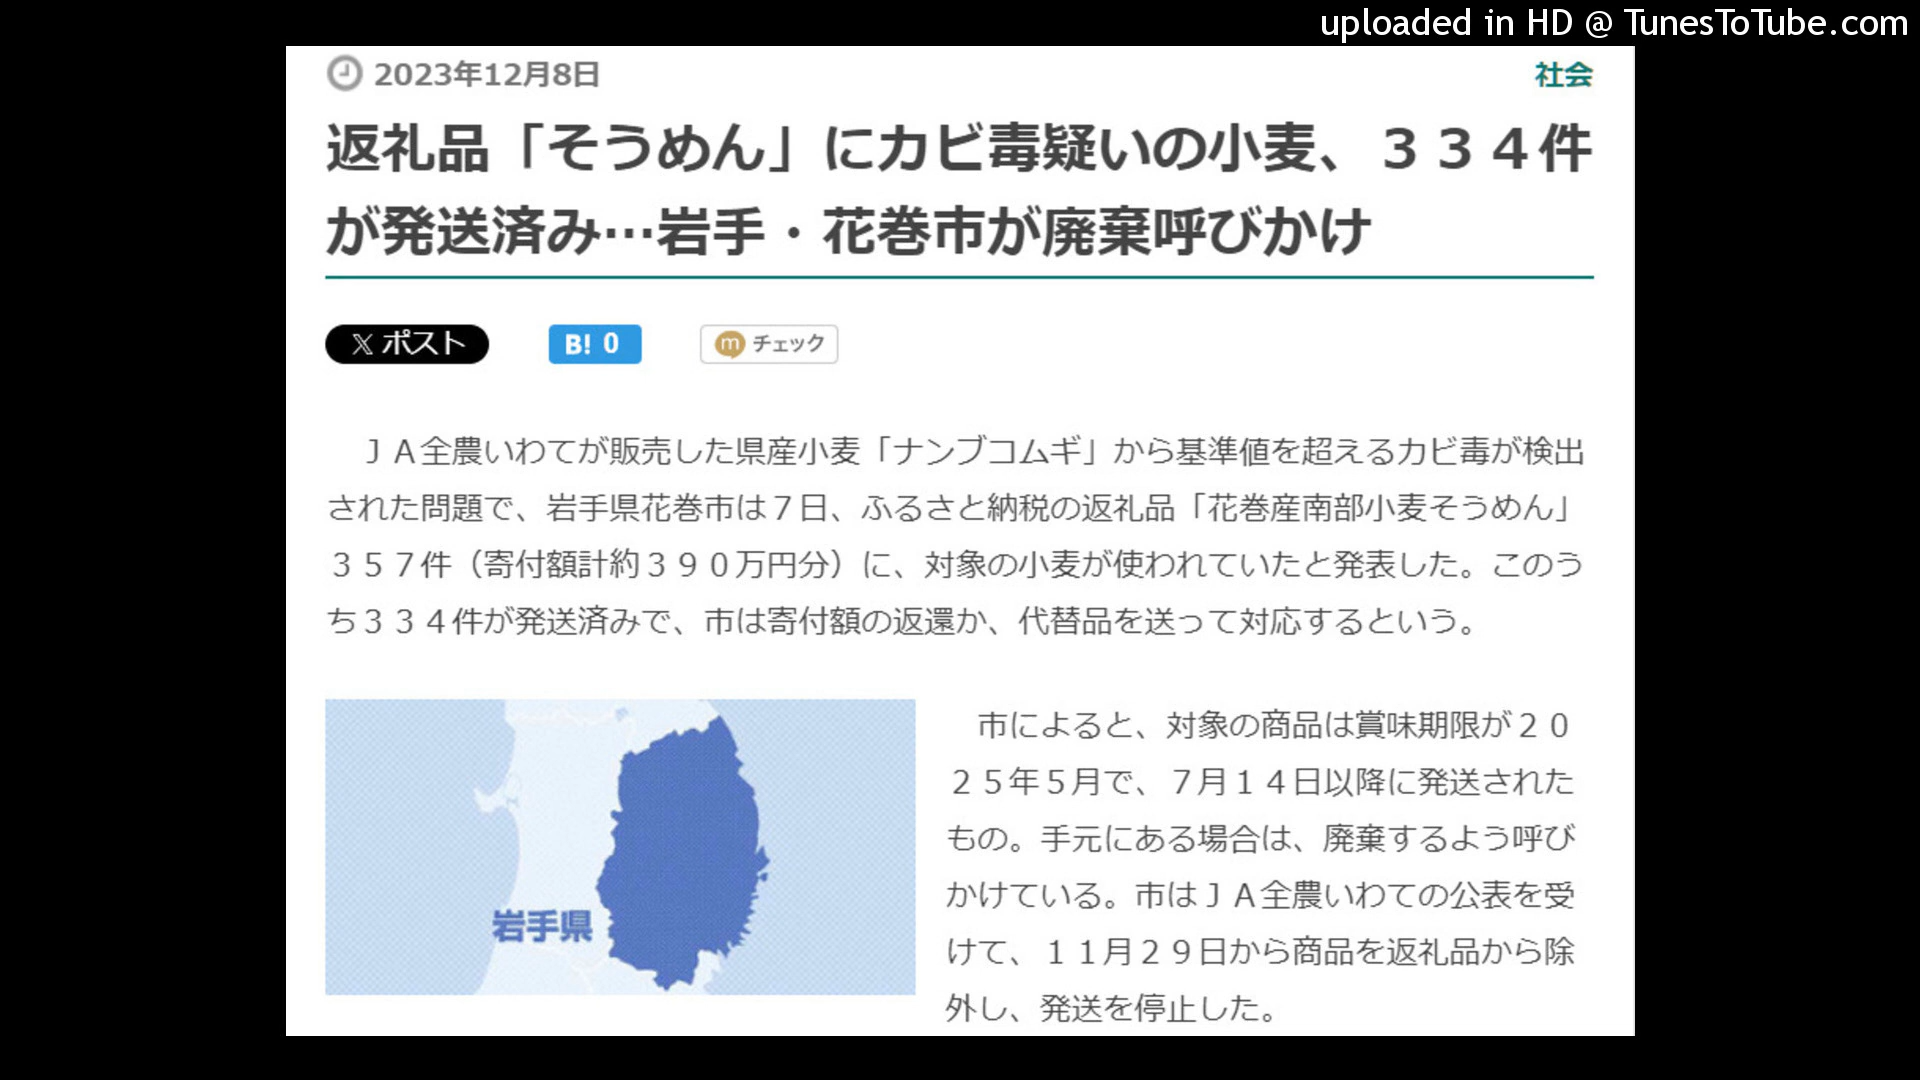 uploaded in HD @ TunesToTube.com
2023年12月8日
社会
返礼品「そうめん」にカビ毒疑いの小麦、３３４件
が発送済み…岩手・花巻市が廃棄呼びかけ
X ポスト
B! 0
m チェック
ＪＡ全農いわてが販売した県産小麦「ナンブコムギ」から基準値を超えるカビ毒が検出
された問題で、岩手県花巻市は７日、ふるさと納税の返礼品「花巻産南部小麦そうめん」
３５７件（寄付額計約３９０万円分）に、対象の小麦が使われていたと発表した。このう
ち３３４件が発送済みで、市は寄付額の返還か、代替品を送って対応するという。
岩手県
市によると、対象の商品は賞味期限が２０
２５年５月で、７月１４日以降に発送された
もの。手元にある場合は、廃棄するよう呼び
かけている。市はＪＡ全農いわての公表を受
けて、１１月２９日から商品を返礼品から除
外し、発送を停止した。